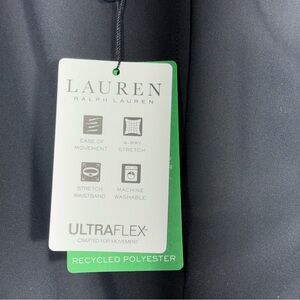 LAUREN
RALPH LAUREN
EASE OF
MOVEMENT
4-WAY
STRETCH
STRETCH
WAISTBAND
MACHINE
WASHABLE
ULTRAFLEX
CRAFTED FOR MOVEMENT
RECYCLED POLYESTER